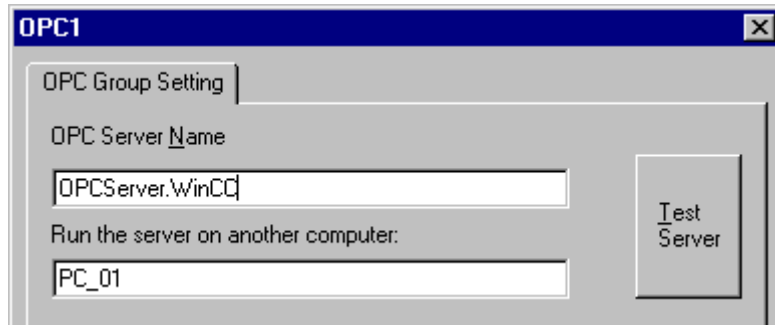 OPC1
OPC Group Setting
OPC Server Name
OPCServer.WinCC
Run the server on another computer:
PC_01
Test
Server